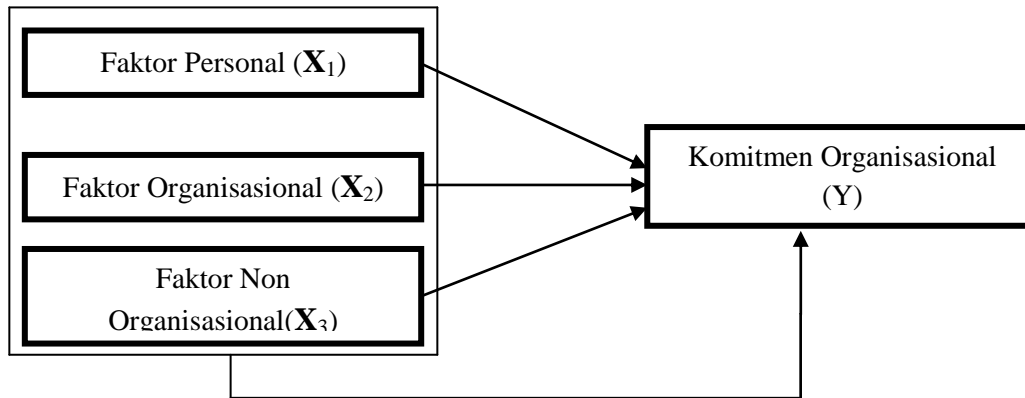 Faktor Personal (X₁)
Faktor Organisasional (X₂)
Faktor Non
Organisasional(X₃)
Komitmen Organisasional
(Y)